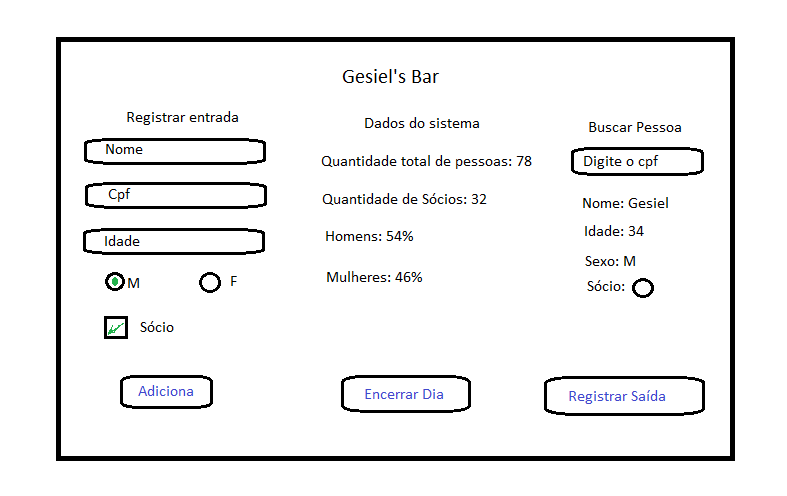 Gesiel's Bar
Registrar entrada
Nome
Cpf
Idade
M
F
Sócio
Adiciona
Dados do sistema
Quantidade total de pessoas: 78
Quantidade de Sócios: 32
Homens: 54%
Mulheres: 46%
Encerrar Dia
Buscar Pessoa
Digite o cpf
Nome: Gesiel
Idade: 34
Sexo: M
Sócio:
Registrar Saída